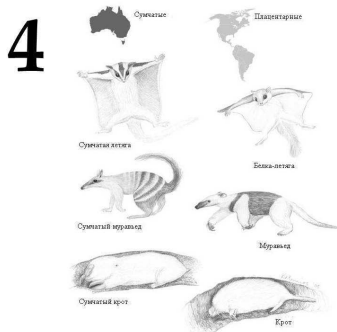 4
Сумчатые
Плацентарные
Сумчатая летяга
Белка-летяга
Сумчатый муравьед
Муравьед
Сумчатый крот
Крот